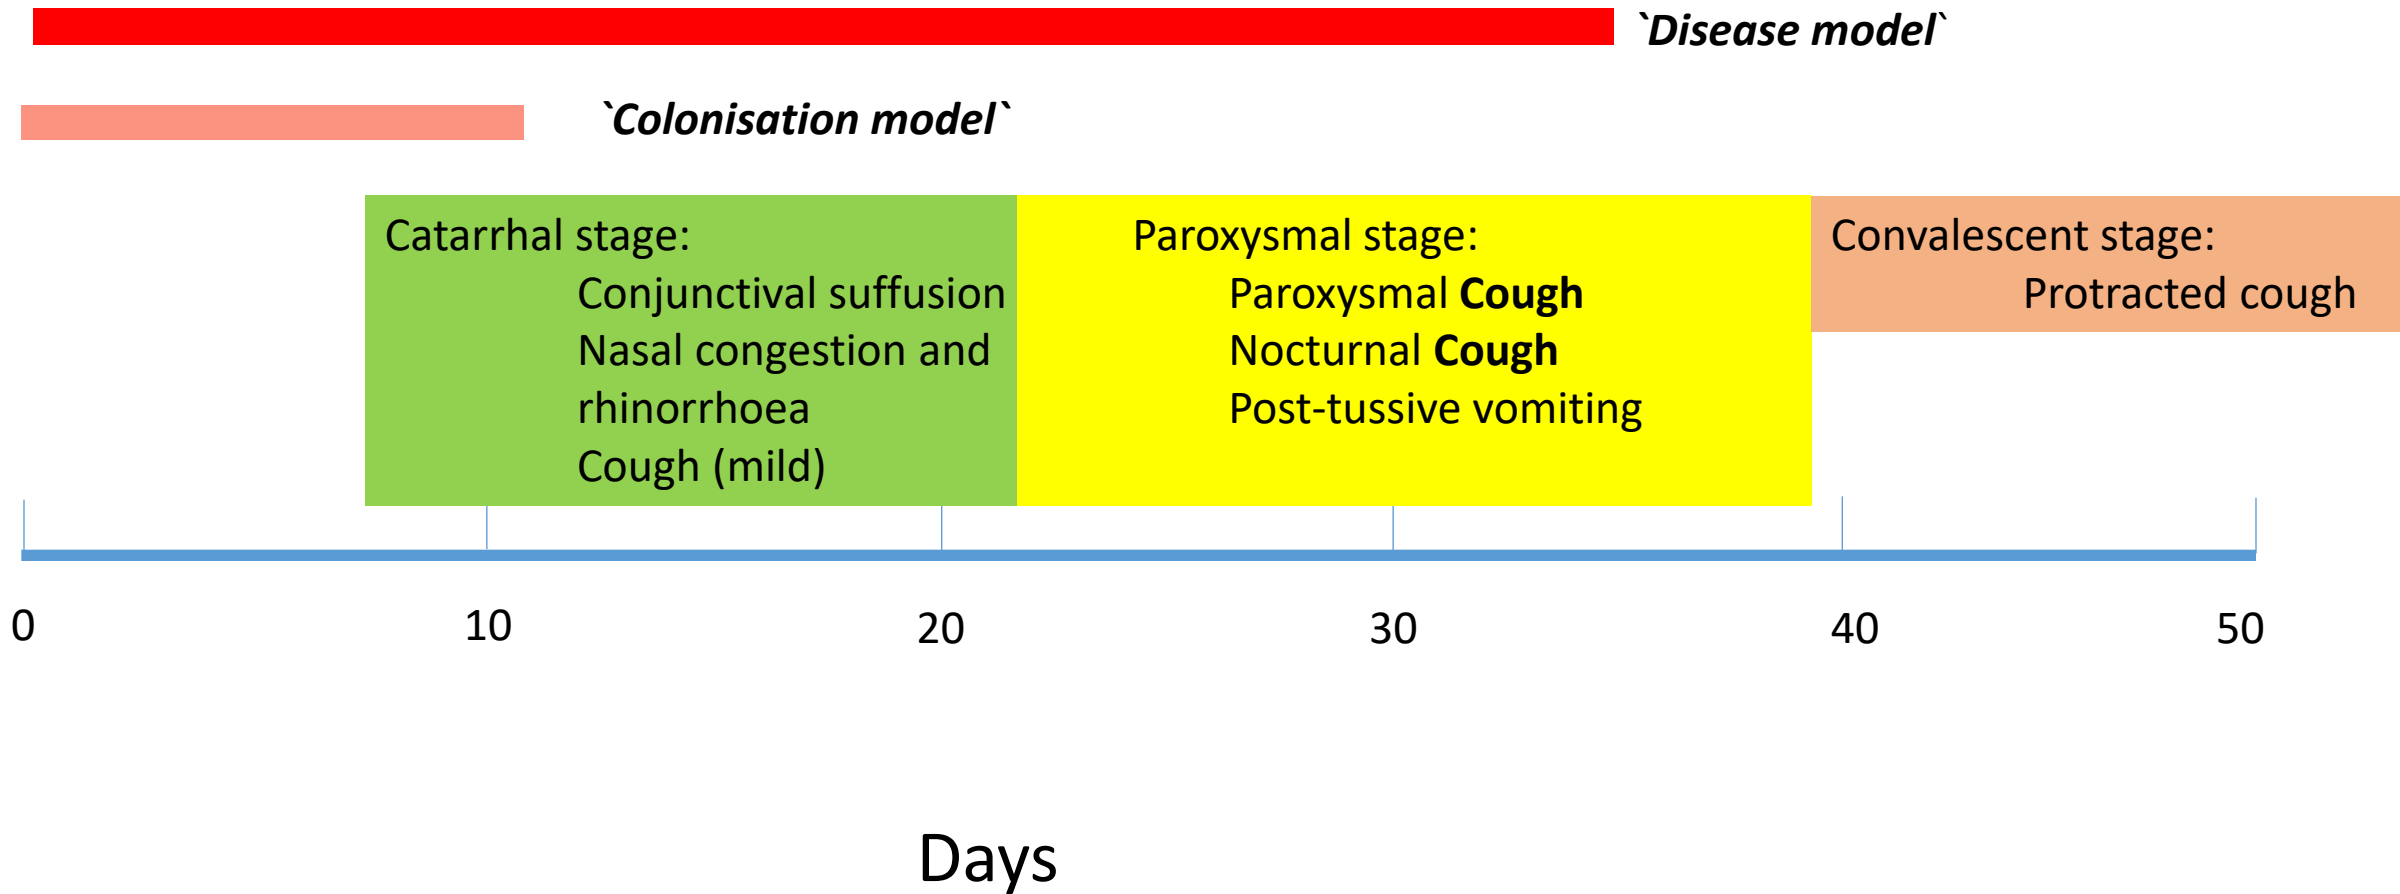 `Disease model`
`Colonisation model`
Catarrhal stage:
Conjunctival suffusion
Nasal congestion and
rhinorrhoea
Cough (mild)
Paroxysmal stage:
Paroxysmal Cough
Nocturnal Cough
Post-tussive vomiting
Convalescent stage:
Protracted cough
0 10 20 30 40 50
Days